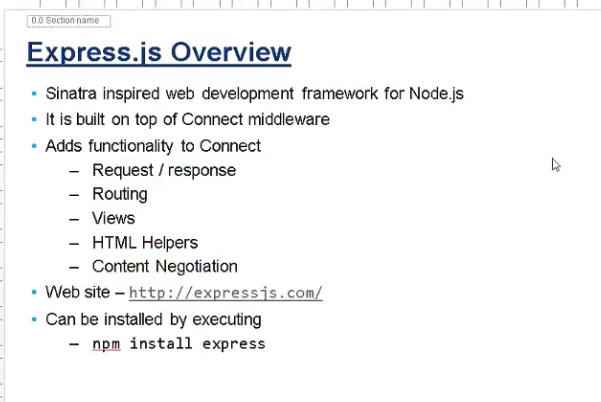 0.0 Section name
Express.js Overview
• Sinatra inspired web development framework for Node.js
• It is built on top of Connect middleware
• Adds functionality to Connect
– Request / response
– Routing
– Views
– HTML Helpers
– Content Negotiation
• Web site – http://expressjs.com/
• Can be installed by executing
– npm install express